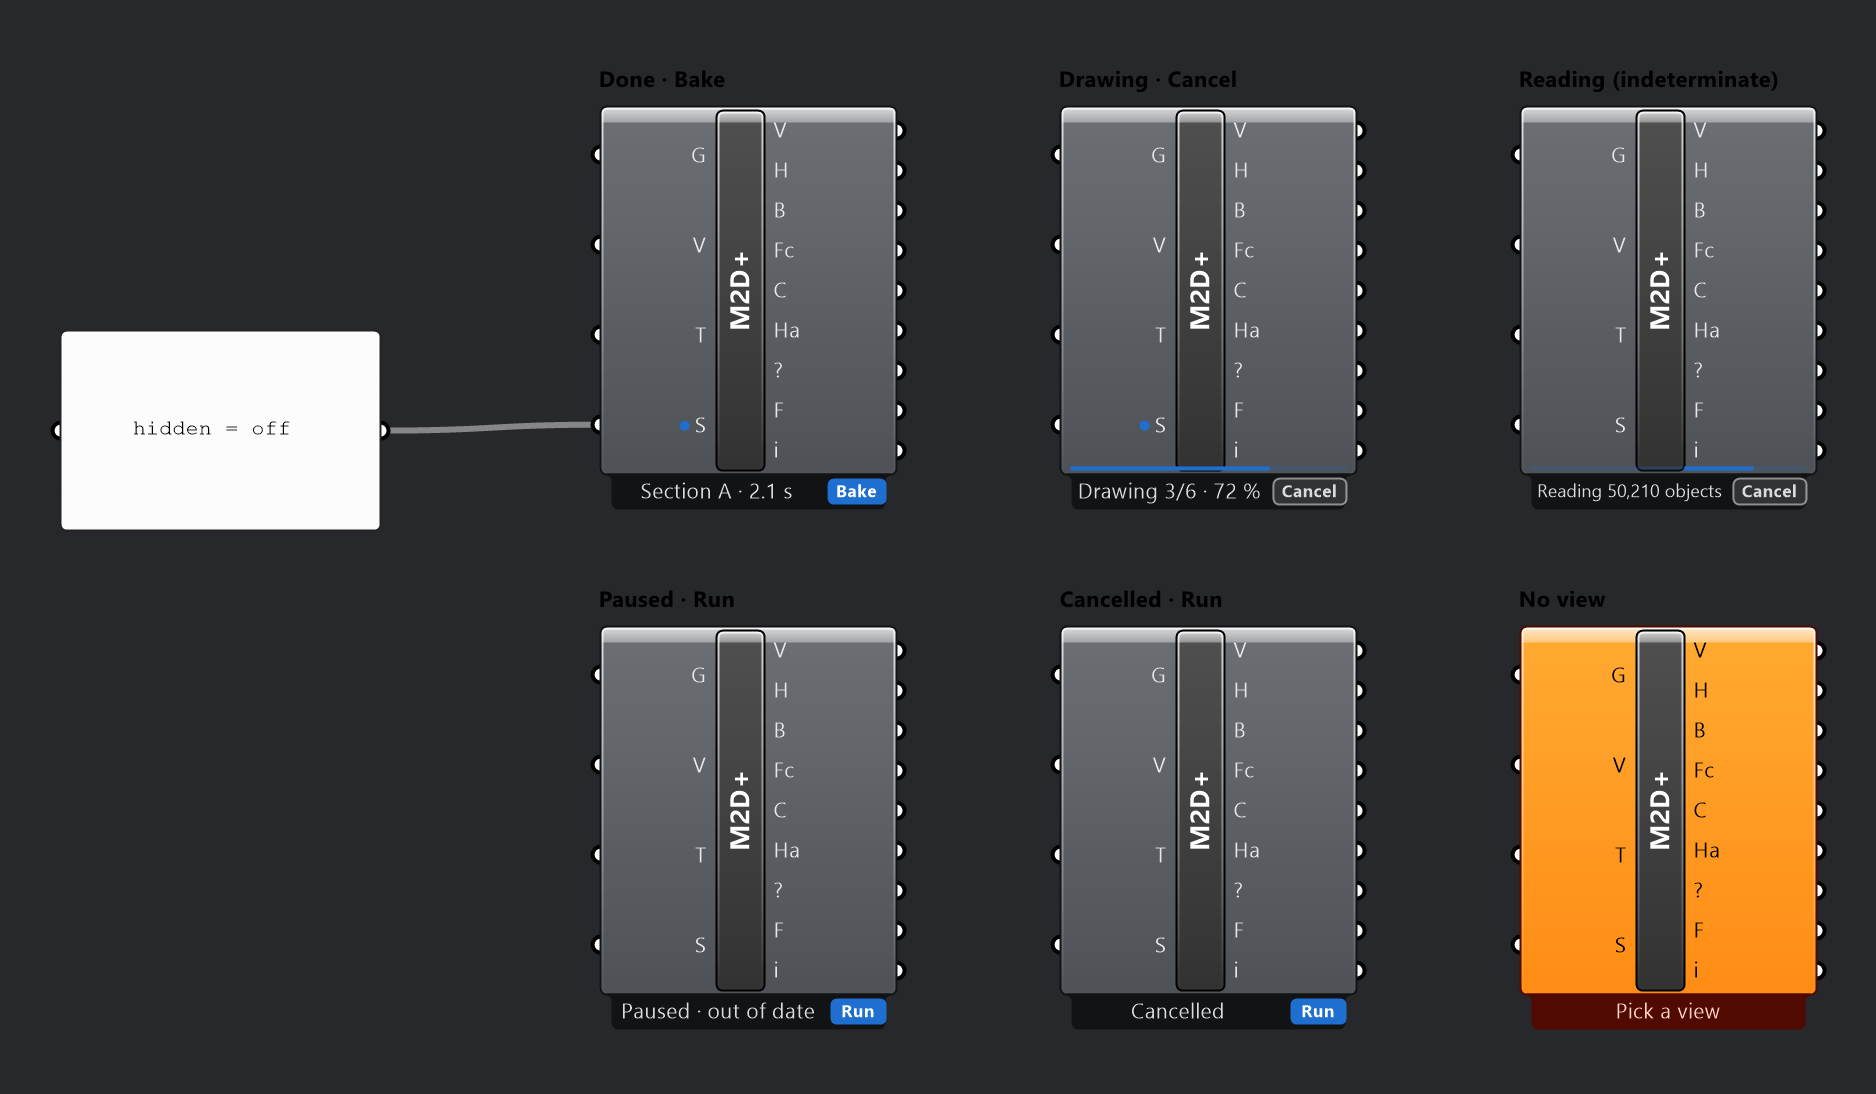 hidden = off
Done · Bake
G
V
T
S
M2D+
V
H
B
Fc
C
Ha
?
F
i
Section A · 2.1 s
Bake
Drawing · Cancel
G
V
T
S
M2D+
V
H
B
Fc
C
Ha
?
F
i
Drawing 3/6 · 72 %
Cancel
Reading (indeterminate)
G
V
T
S
M2D+
V
H
B
Fc
C
Ha
?
F
i
Reading 50,210 objects
Cancel
Paused · Run
G
V
T
S
M2D+
V
H
B
Fc
C
Ha
?
F
i
Paused · out of date
Run
Cancelled · Run
G
V
T
S
M2D+
V
H
B
Fc
C
Ha
?
F
i
Cancelled
Run
No view
G
V
T
S
M2D+
V
H
B
Fc
C
Ha
?
F
i
Pick a view